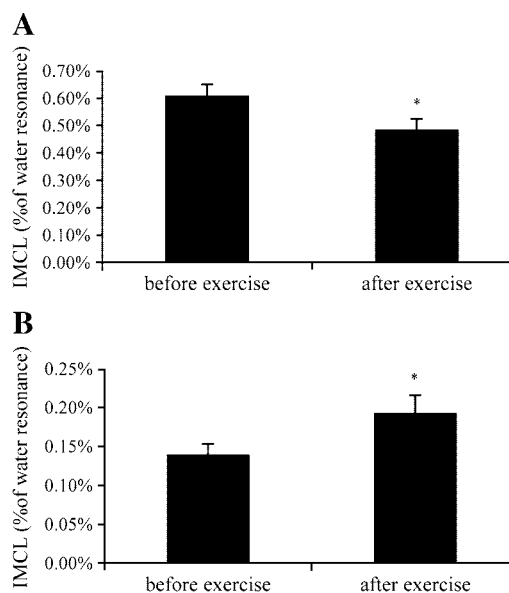 A
IMCL (%of water resonance)
0.70%
0.60%
0.50%
0.40%
0.30%
0.20%
0.10%
0.00%
*
before exercise
after exercise
B
IMCL (%of water resonance)
0.25%
0.20%
0.15%
0.10%
0.05%
0.00%
*
before exercise
after exercise